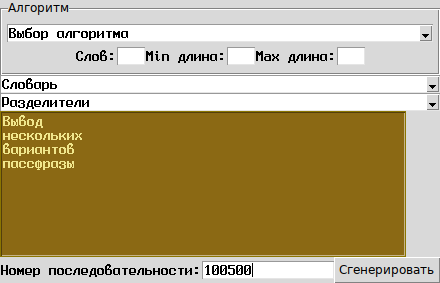 Алгоритм
Выбор алгоритма
Слов: Min длина: Max длина:
Словарь
Разделители
Вывод
нескольких
вариантов
пассфразы
Номер последовательности: 100500 Сгенерировать